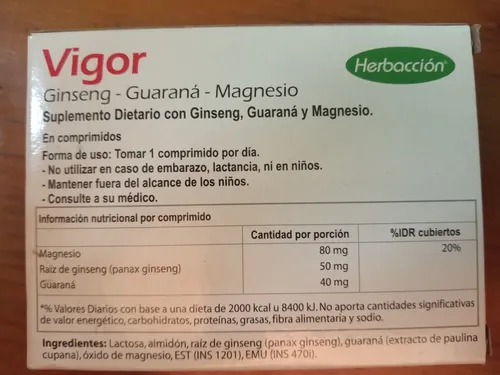 Vigor
Herbacción
Ginseng - Guaraná - Magnesio
Suplemento Dietario con Ginseng, Guaraná y Magnesio.
En comprimidos
Forma de uso: Tomar 1 comprimido por día.
- No utilizar en caso de embarazo, lactancia, ni en niños.
- Mantener fuera del alcance de los niños.
- Consulte a su médico.
Información nutricional por comprimido
Cantidad por porción %IDR cubiertos
Magnesio 80 mg 20%
Raíz de ginseng (panax ginseng) 50 mg
Guaraná 40 mg
*% Valores Diarios con base a una dieta de 2000 kcal u 8400 kJ. No aporta cantidades significativas
de valor energético, carbohidratos, proteínas, grasas, fibra alimentaria y sodio.
Ingredientes: Lactosa, almidón, raíz de ginseng (panax ginseng), guaraná (extracto de paulina
cupana), óxido de magnesio, EST (INS 1201), EMU (INS 470i).